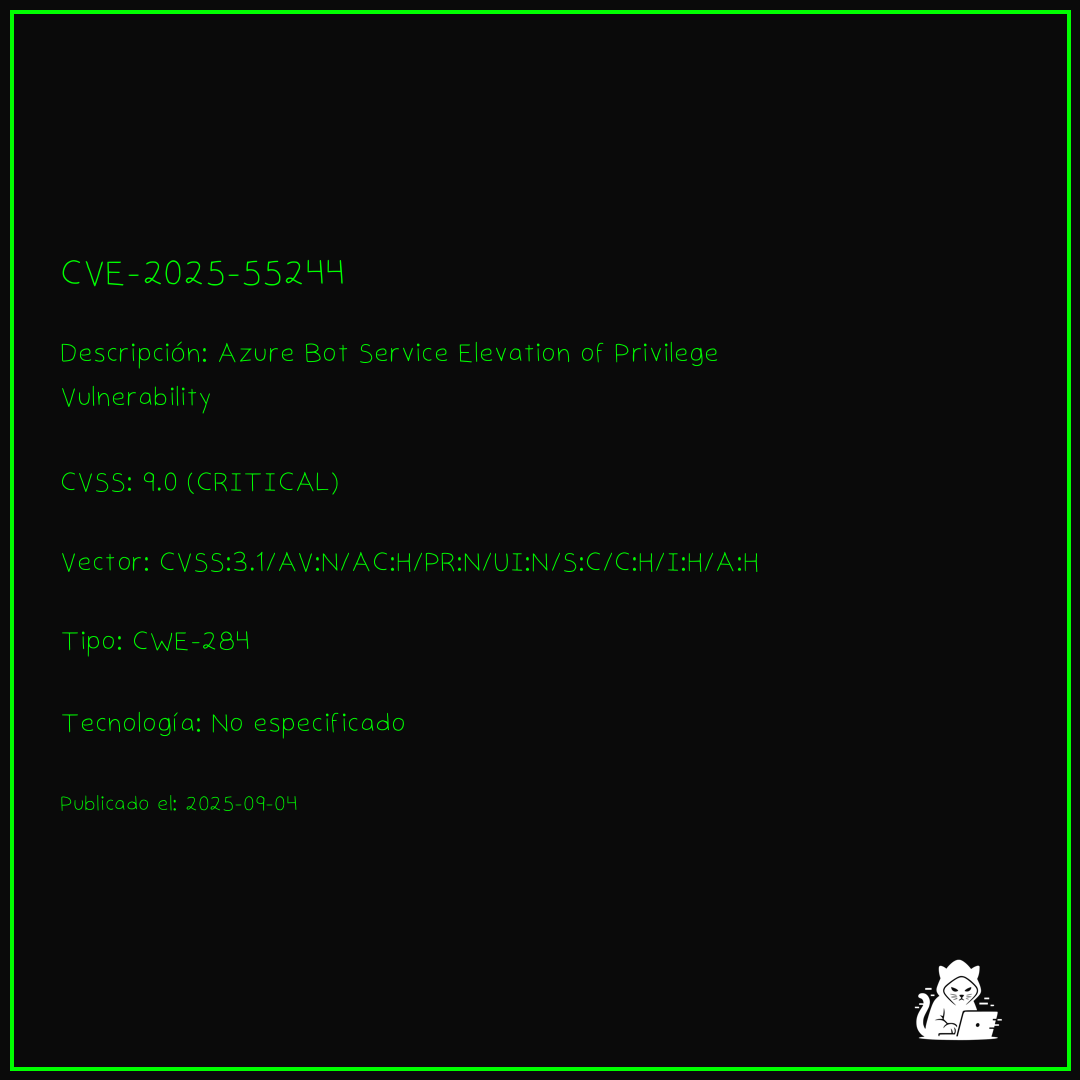 CVE-2025-55244
Descripción: Azure Bot Service Elevation of Privilege
Vulnerability
CVSS: 9.0 (CRITICAL)
Vector: CVSS:3.1/AV:N/AC:H/PR:N/UI:N/S:C/C:H/I:H/A:H
Tipo: CWE-284
Tecnología: No especificado
Publicado el: 2025-09-04